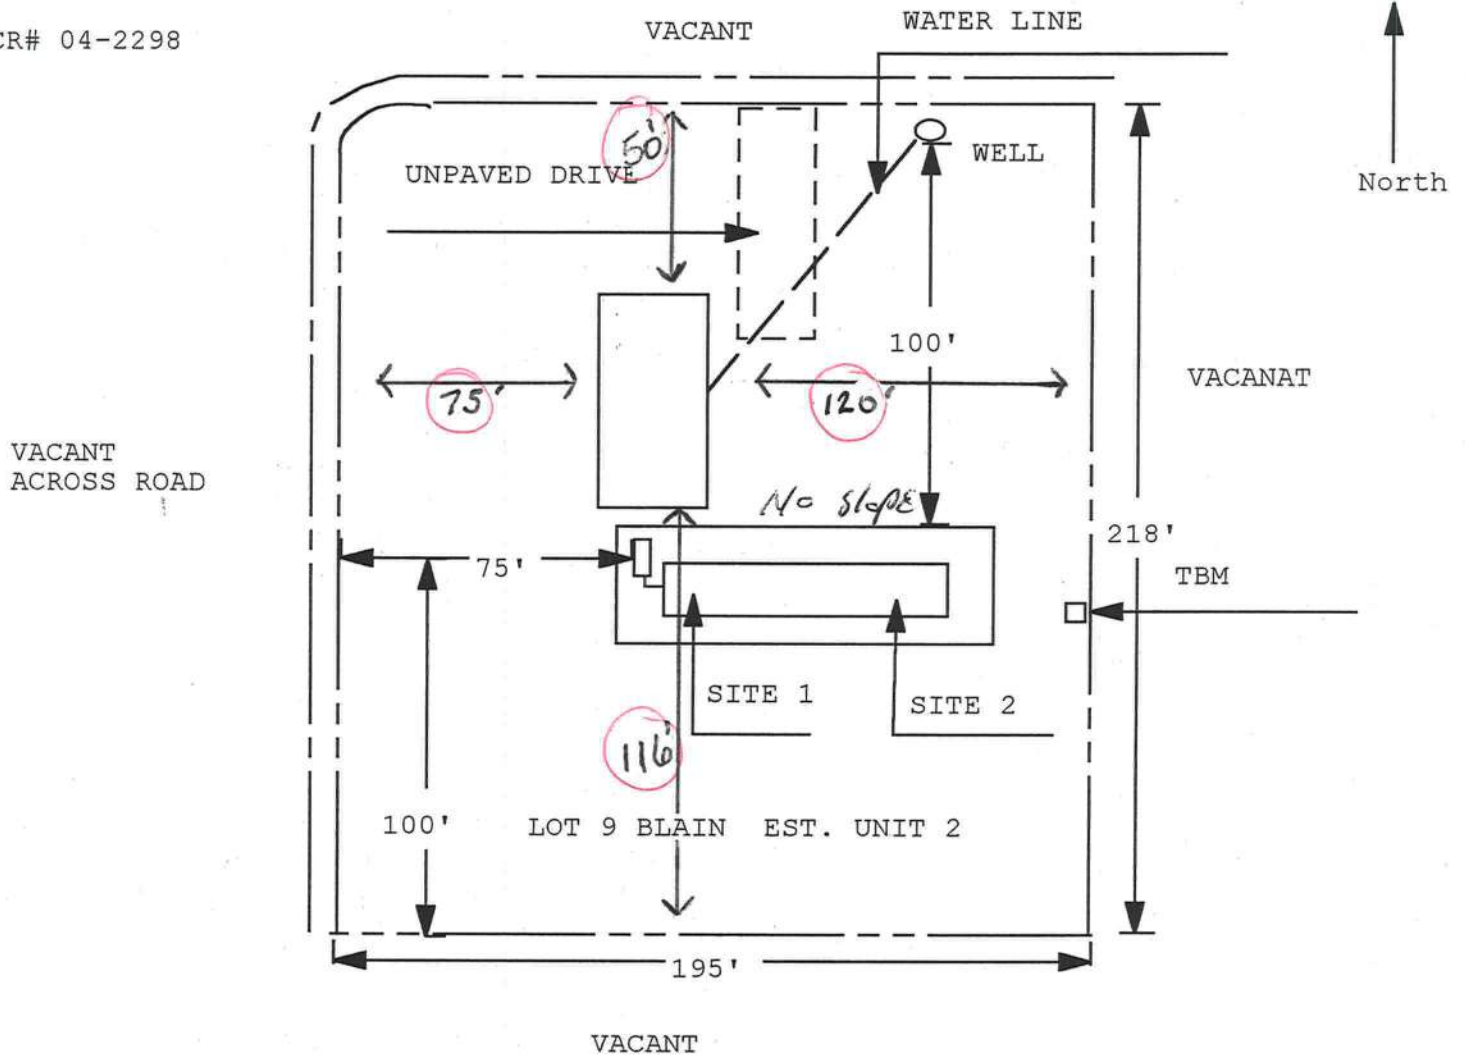 CR# 04-2298
VACANT
WATER LINE
North
50'
UNPAVED DRIVE
WELL
100'
75'
120'
VACANAT
VACANT
ACROSS ROAD
No slope
218'
75'
TBM
SITE 1
SITE 2
116'
100'
LOT 9 BLAIN EST. UNIT 2
195'
VACANT